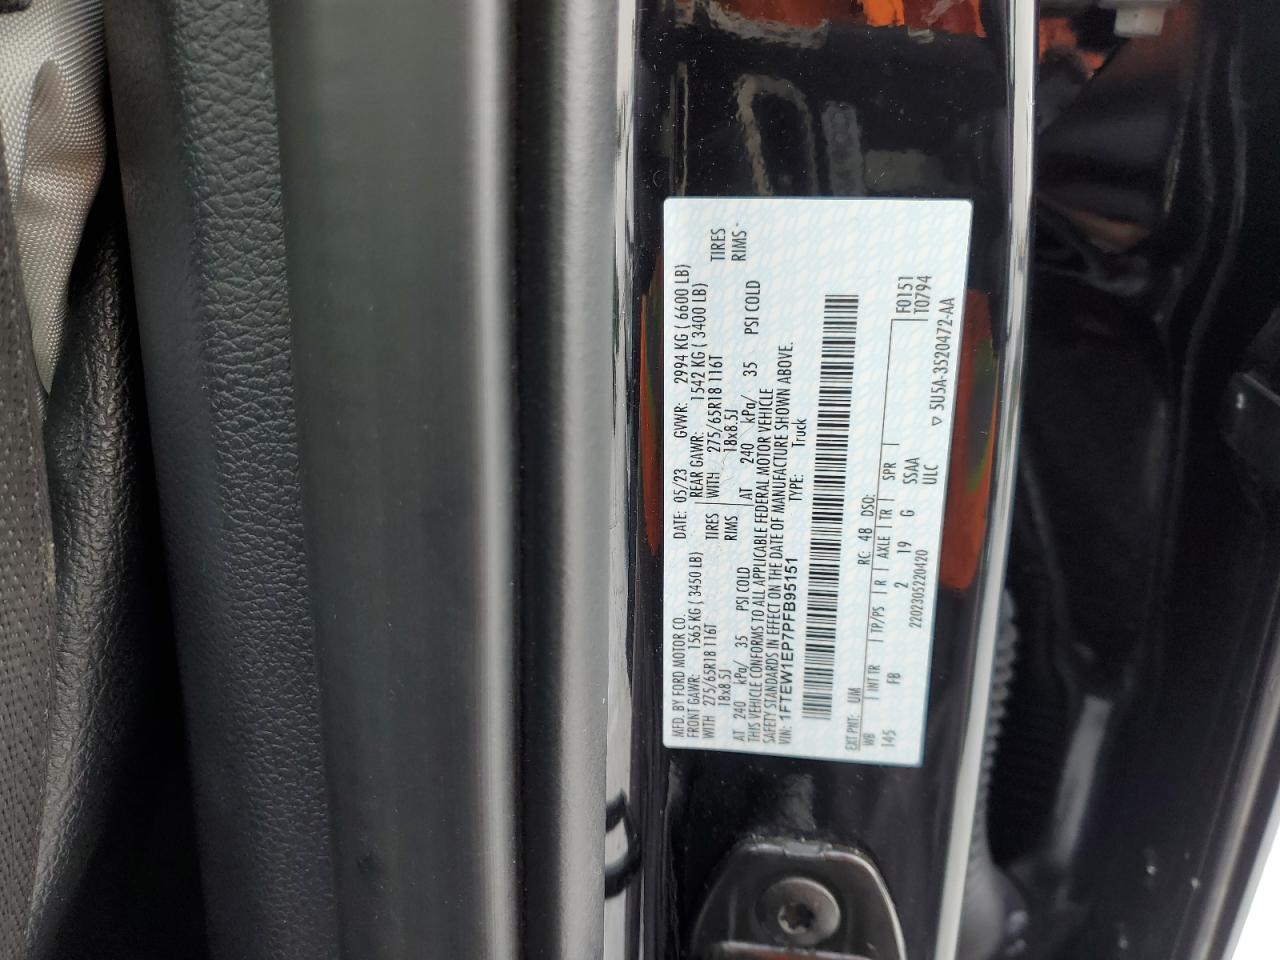 MFD. BY FORD MOTOR CO. DATE: 05/23 GVWR: 2994 KG ( 6600 LB)
FRONT GAWR: 1565 KG ( 3450 LB) REAR GAWR: 1542 KG ( 3400 LB)
WITH 275/65R18 116T TIRES WITH 275/65R18 116T TIRES
18x8.5J RIMS 18x8.5J RIMS -
AT 240 kPa/ 35 PSI COLD AT 240 kPa/ 35 PSI COLD
THIS VEHICLE CONFORMS TO ALL APPLICABLE FEDERAL MOTOR VEHICLE
SAFETY STANDARDS IN EFFECT ON THE DATE OF MANUFACTURE SHOWN ABOVE.
VIN: 1FTEW1EP7PFB95151 TYPE: Truck
EXT PNT: UM RC: 48 DSO:
WB INT TR TP/PS R AXLE TR SPR F0151
145 FB 2 19 G 5SAA T0794
ULC
2202305220420 ▽ 5U5A-3520472-AA